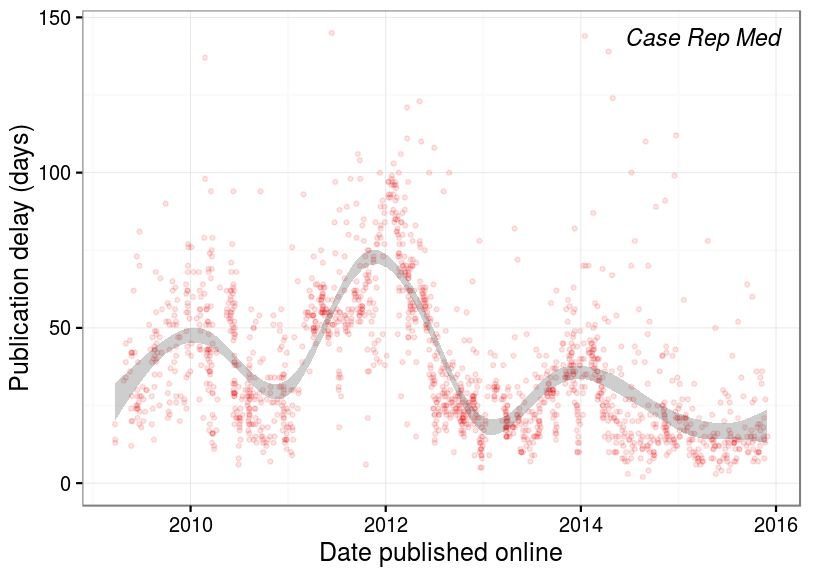 Case Rep Med
150
100
50
0
Publication delay (days)
2010 2012 2014 2016
Date published online